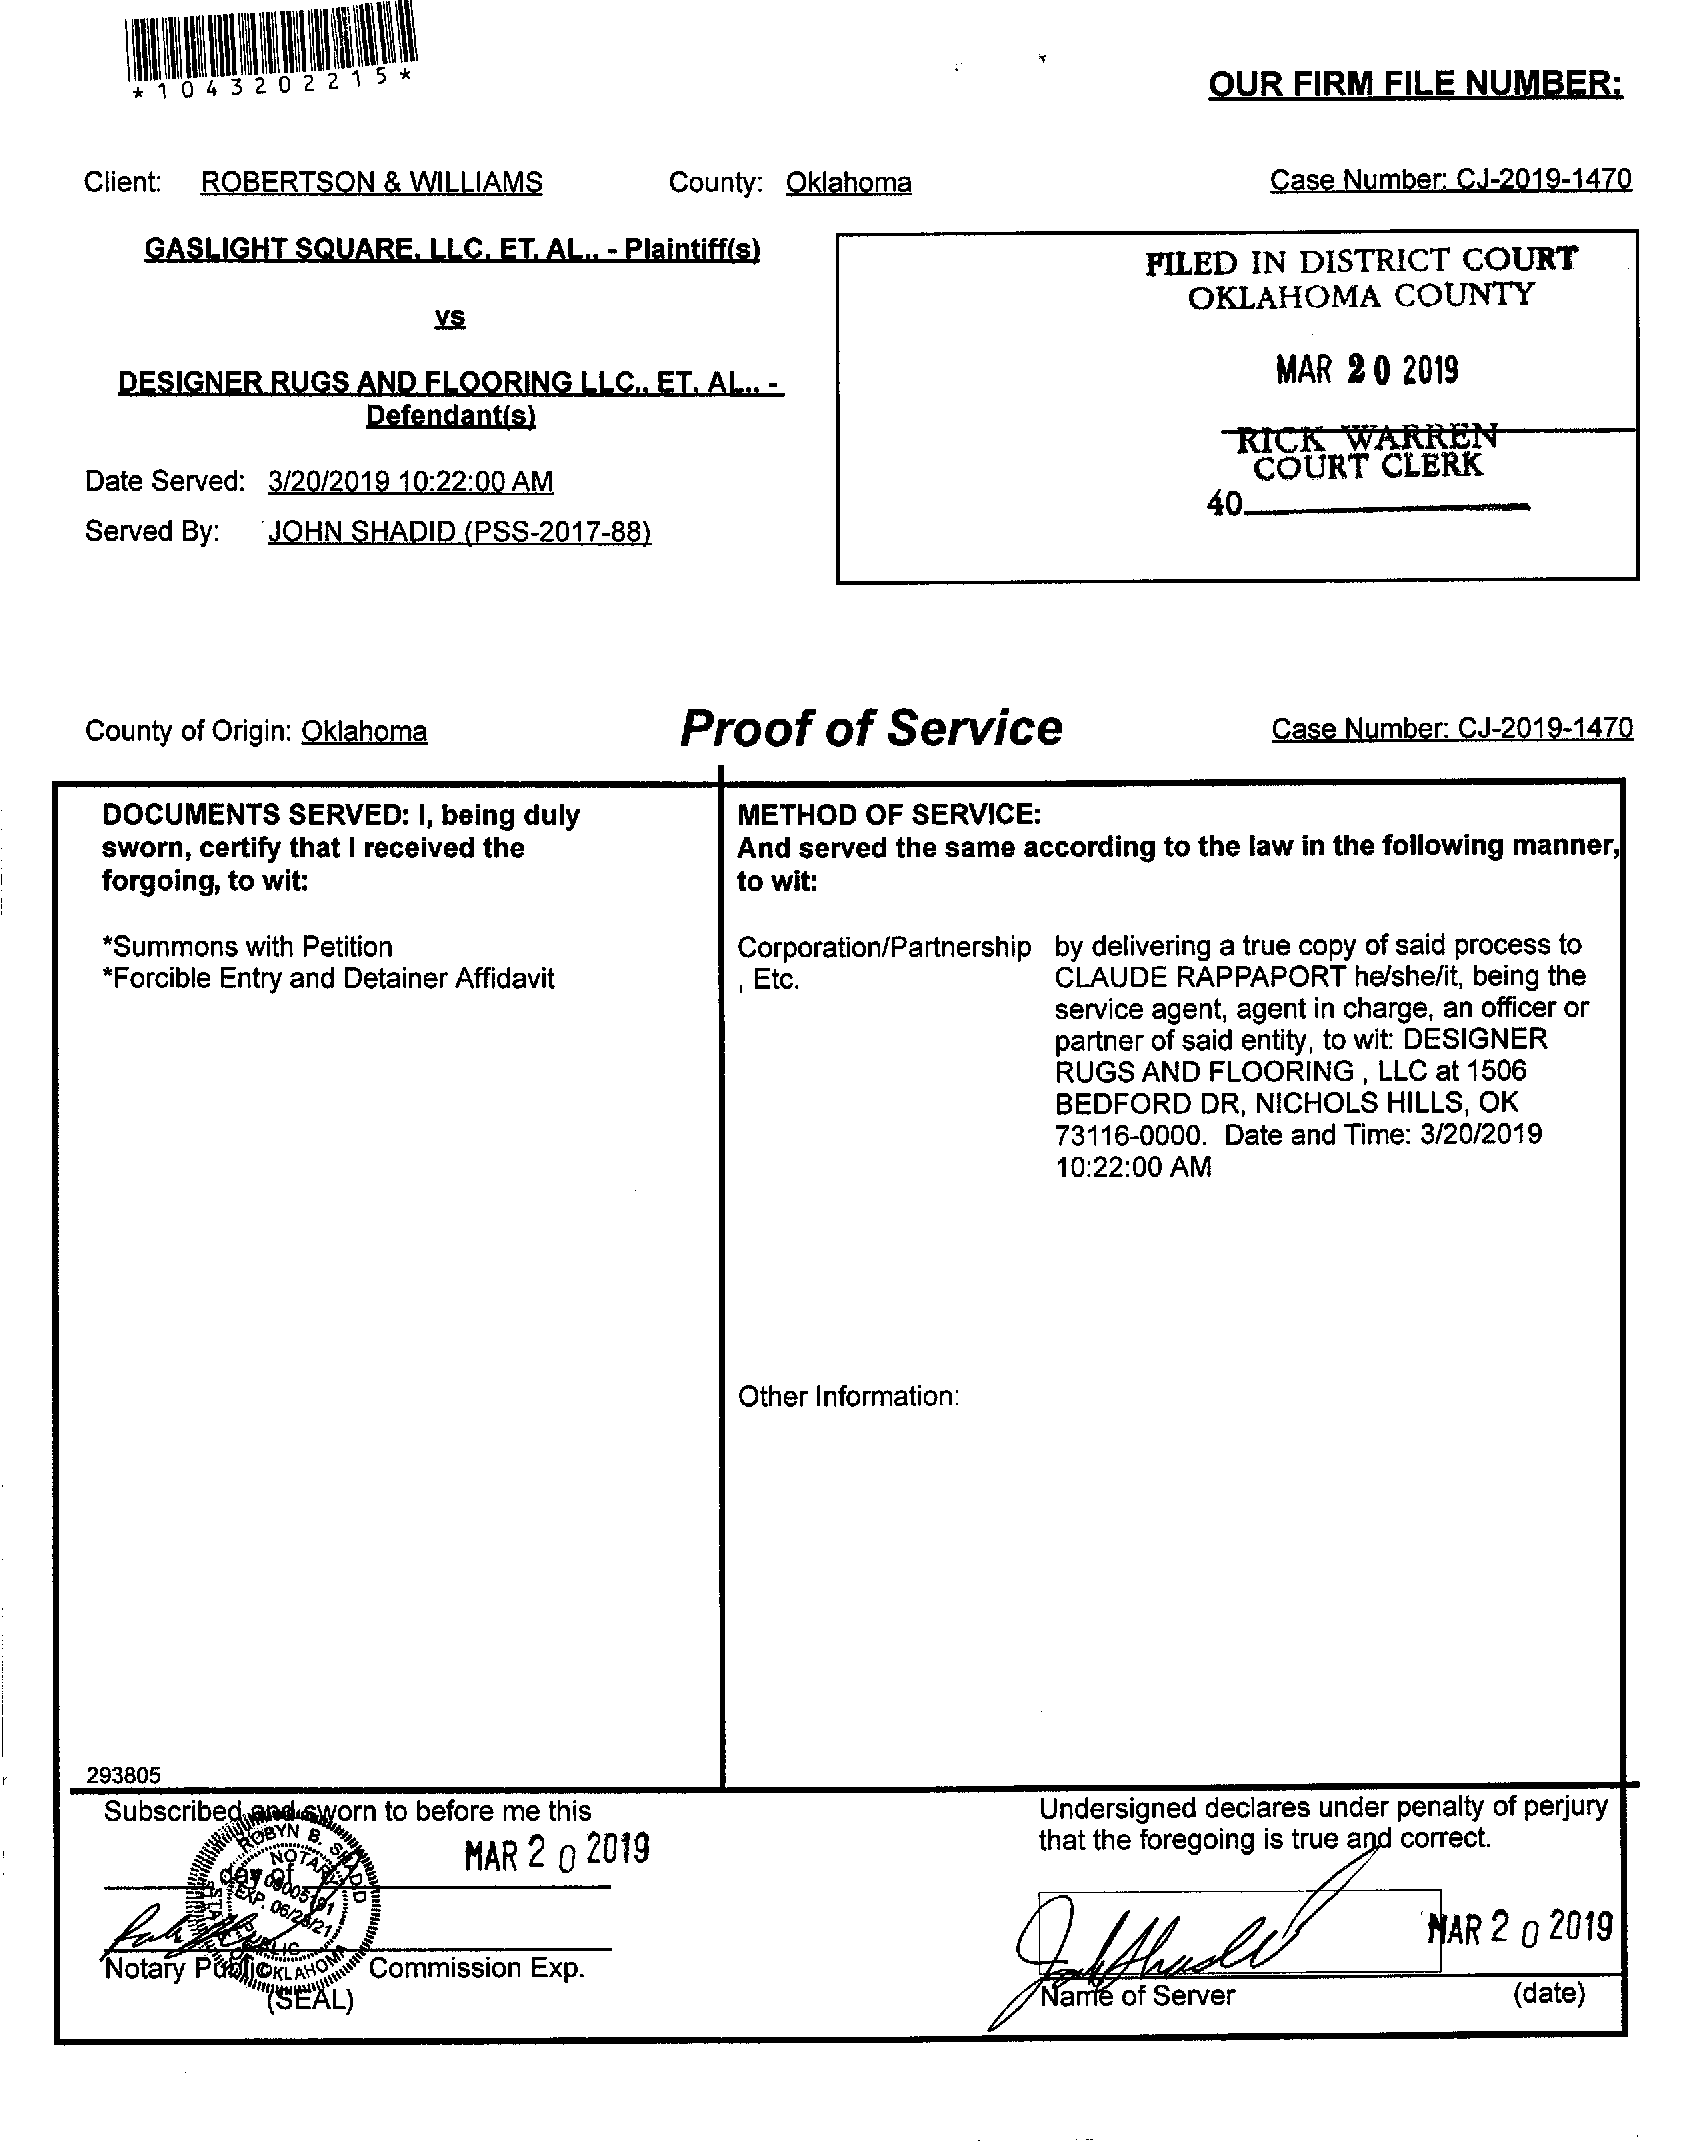 *1043202215*
OUR FIRM FILE NUMBER:
Client: ROBERTSON & WILLIAMS County: Oklahoma Case Number: CJ-2019-1470
GASLIGHT SQUARE, LLC, ET. AL., - Plaintiff(s)
vs
DESIGNER RUGS AND FLOORING LLC., ET. AL., -
Defendant(s)
Date Served: 3/20/2019 10:22:00 AM
Served By: JOHN SHADID (PSS-2017-88)
FILED IN DISTRICT COURT
OKLAHOMA COUNTY
MAR 20 2019
RICK WARREN
COURT CLERK
40
County of Origin: Oklahoma Proof of Service Case Number: CJ-2019-1470
DOCUMENTS SERVED: I, being duly
sworn, certify that I received the
forgoing, to wit:
*Summons with Petition
*Forcible Entry and Detainer Affidavit
METHOD OF SERVICE:
And served the same according to the law in the following manner,
to wit:
Corporation/Partnership
, Etc.
by delivering a true copy of said process to
CLAUDE RAPPAPORT he/she/it, being the
service agent, agent in charge, an officer or
partner of said entity, to wit: DESIGNER
RUGS AND FLOORING , LLC at 1506
BEDFORD DR, NICHOLS HILLS, OK
73116-0000. Date and Time: 3/20/2019
10:22:00 AM
Other Information:
293805
Subscribed and sworn to before me this
MAR 20 2019
day of
ROBYN B. SHADID
NOTARY
EXP. 06/28/21
PUBLIC
STATE OF OKLAHOMA
Notary Public Commission Exp.
(SEAL)
Undersigned declares under penalty of perjury
that the foregoing is true and correct.
MAR 20 2019
Name of Server (date)